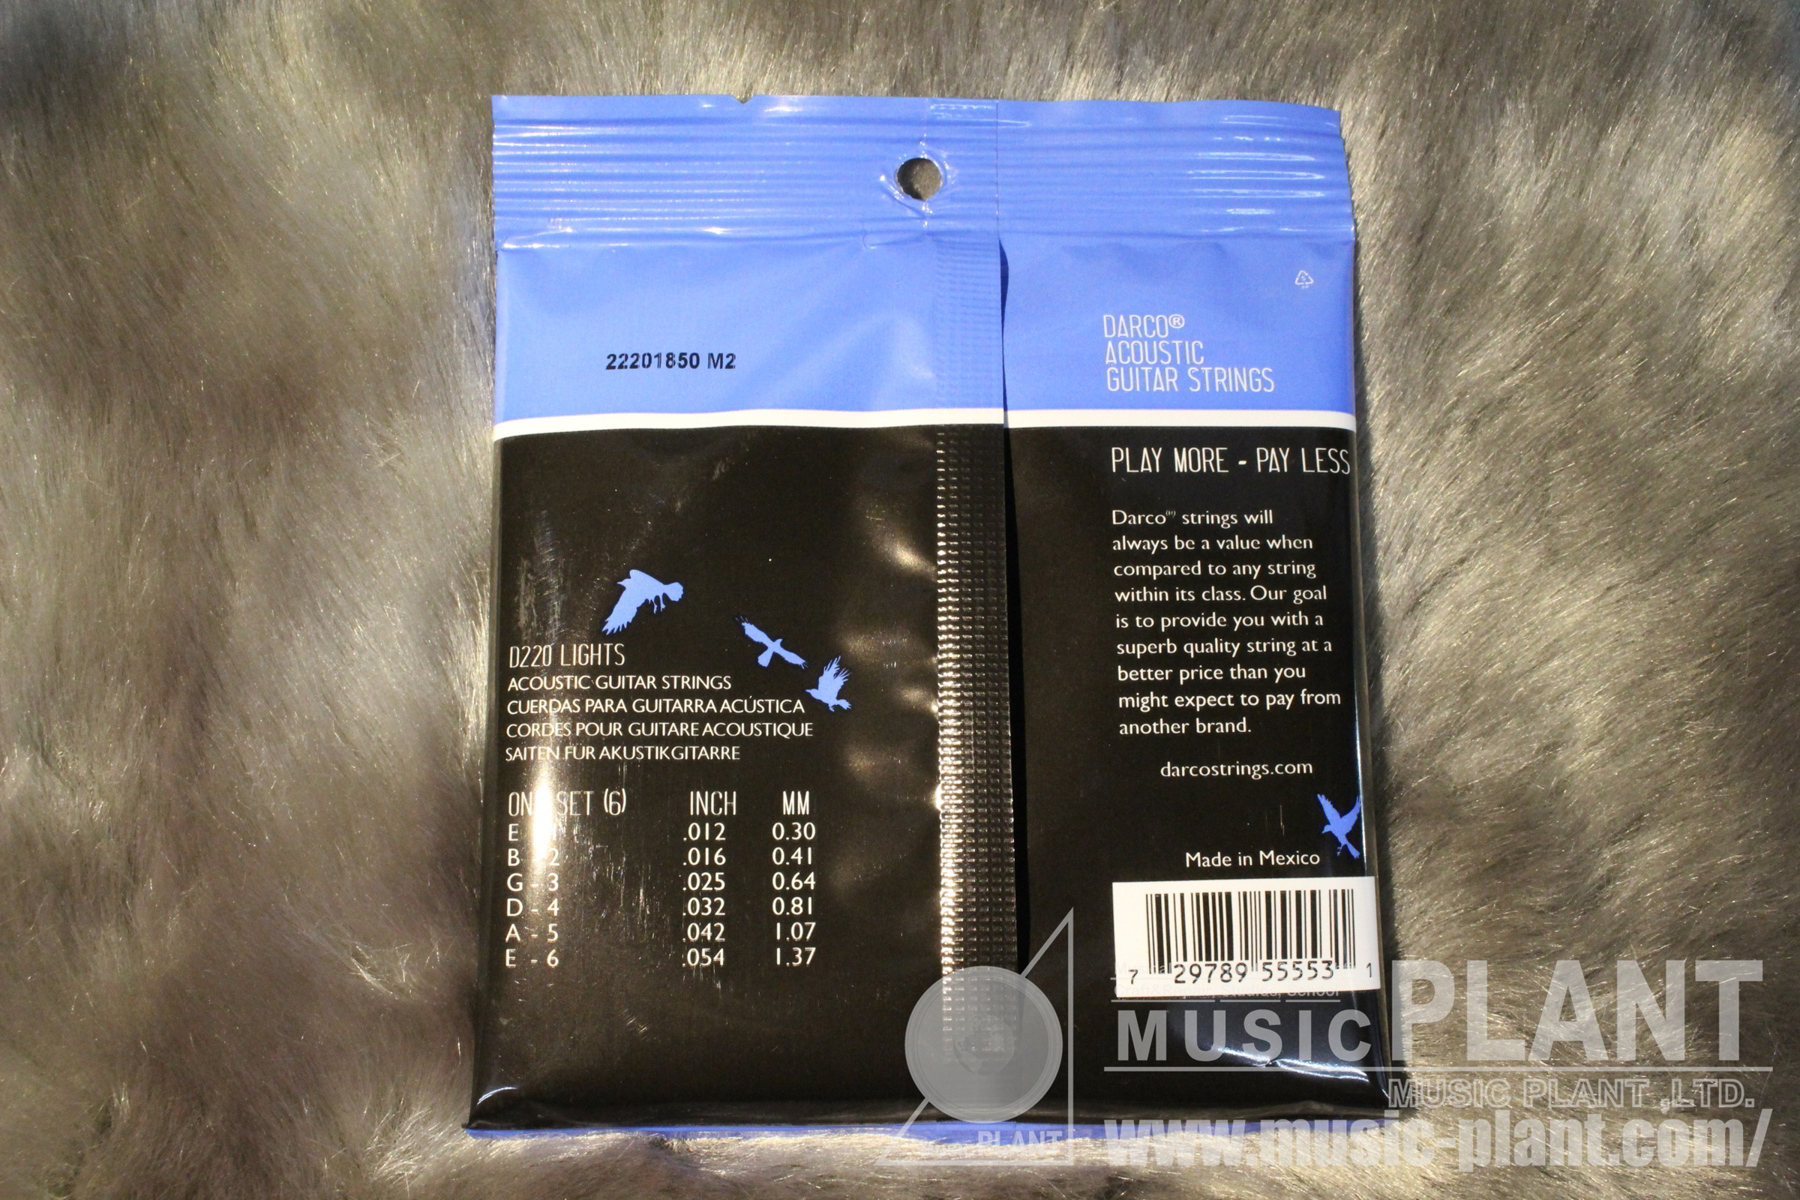 22201850 M2
D220 LIGHTS
ACOUSTIC GUITAR STRINGS
CUERDAS PARA GUITARRA ACÚSTICA
CORDES POUR GUITARE ACOUSTIQUE
SAITEN FÜR AKUSTIKGITARRE
ONE SET (6) INCH MM
E - 1 .012 0.30
B - 2 .016 0.41
G - 3 .025 0.64
D - 4 .032 0.81
A - 5 .042 1.07
E - 6 .054 1.37
DARCO®
ACOUSTIC
GUITAR STRINGS
PLAY MORE - PAY LESS
Darco® strings will
always be a value when
compared to any string
within its class. Our goal
is to provide you with a
superb quality string at a
better price than you
might expect to pay from
another brand.
darcostrings.com
Made in Mexico
7 29789 55553 1
MUSIC PLANT
MUSIC PLANT .,LTD.
PLANT
www.music-plant.com/